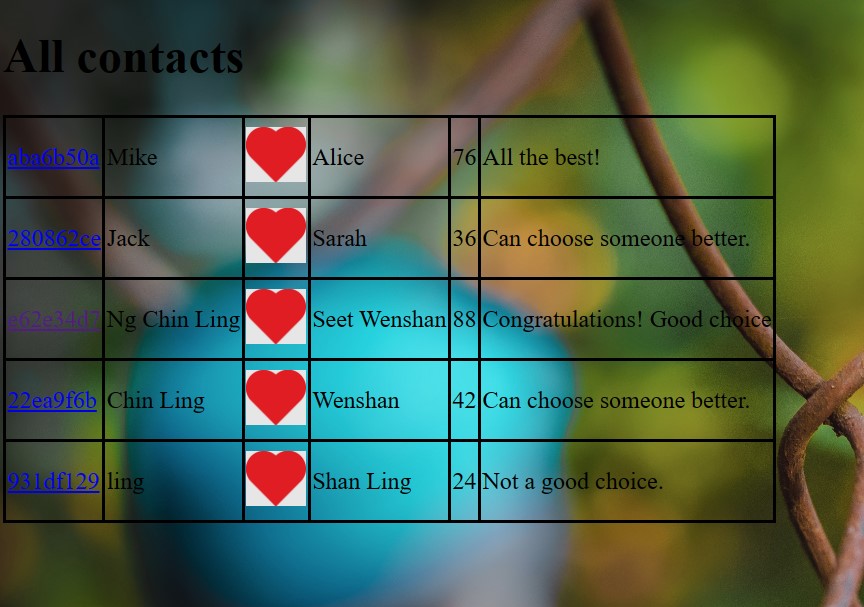 All contacts
aba6b50a Mike Alice 76 All the best!
280862ce Jack Sarah 36 Can choose someone better.
e62e34d7 Ng Chin Ling Seet Wenshan 88 Congratulations! Good choice
22ea9f6b Chin Ling Wenshan 42 Can choose someone better.
931df129 ling Shan Ling 24 Not a good choice.